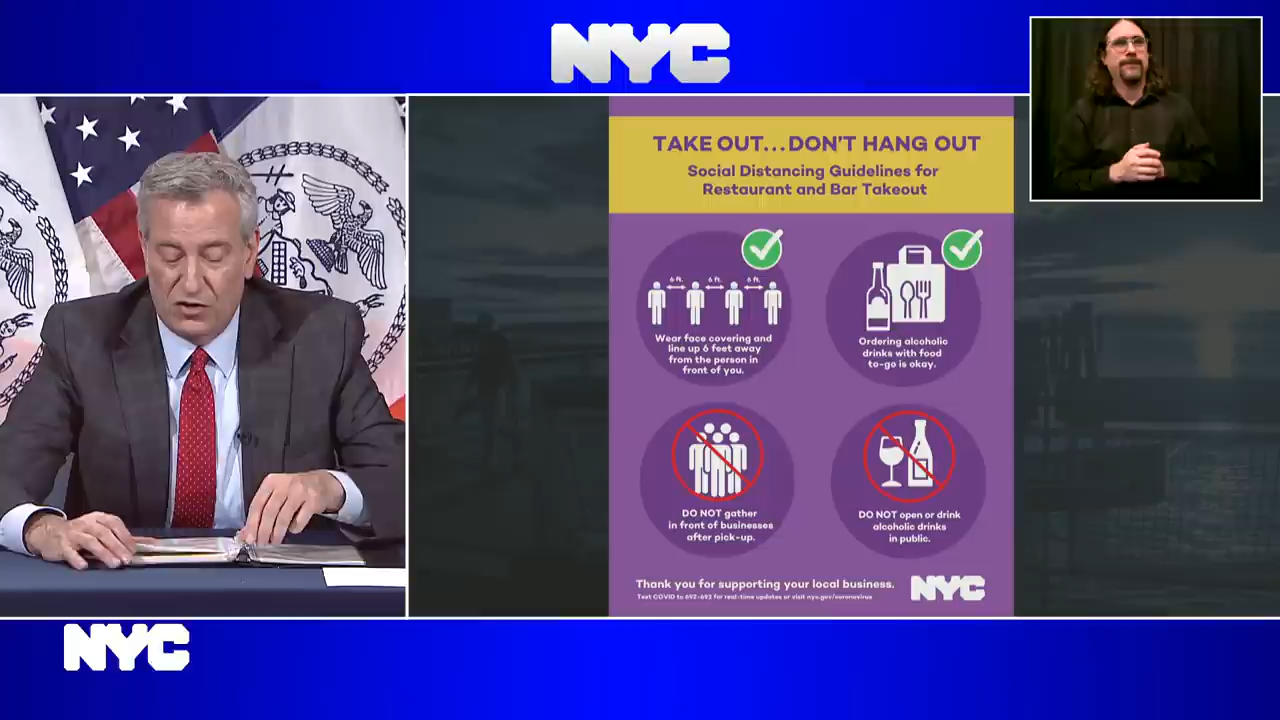 NYC
TAKE OUT...DON'T HANG OUT
Social Distancing Guidelines for
Restaurant and Bar Takeout
6 ft. 6 ft. 6 ft.
Wear face covering and
line up 6 feet away
from the person in
front of you.
Ordering alcoholic
drinks with food
to-go is okay.
DO NOT gather
in front of businesses
after pick-up.
DO NOT open or drink
alcoholic drinks
in public.
Thank you for supporting your local business.
Text COVID to 692-692 for real-time updates or visit nyc.gov/coronavirus
NYC
NYC